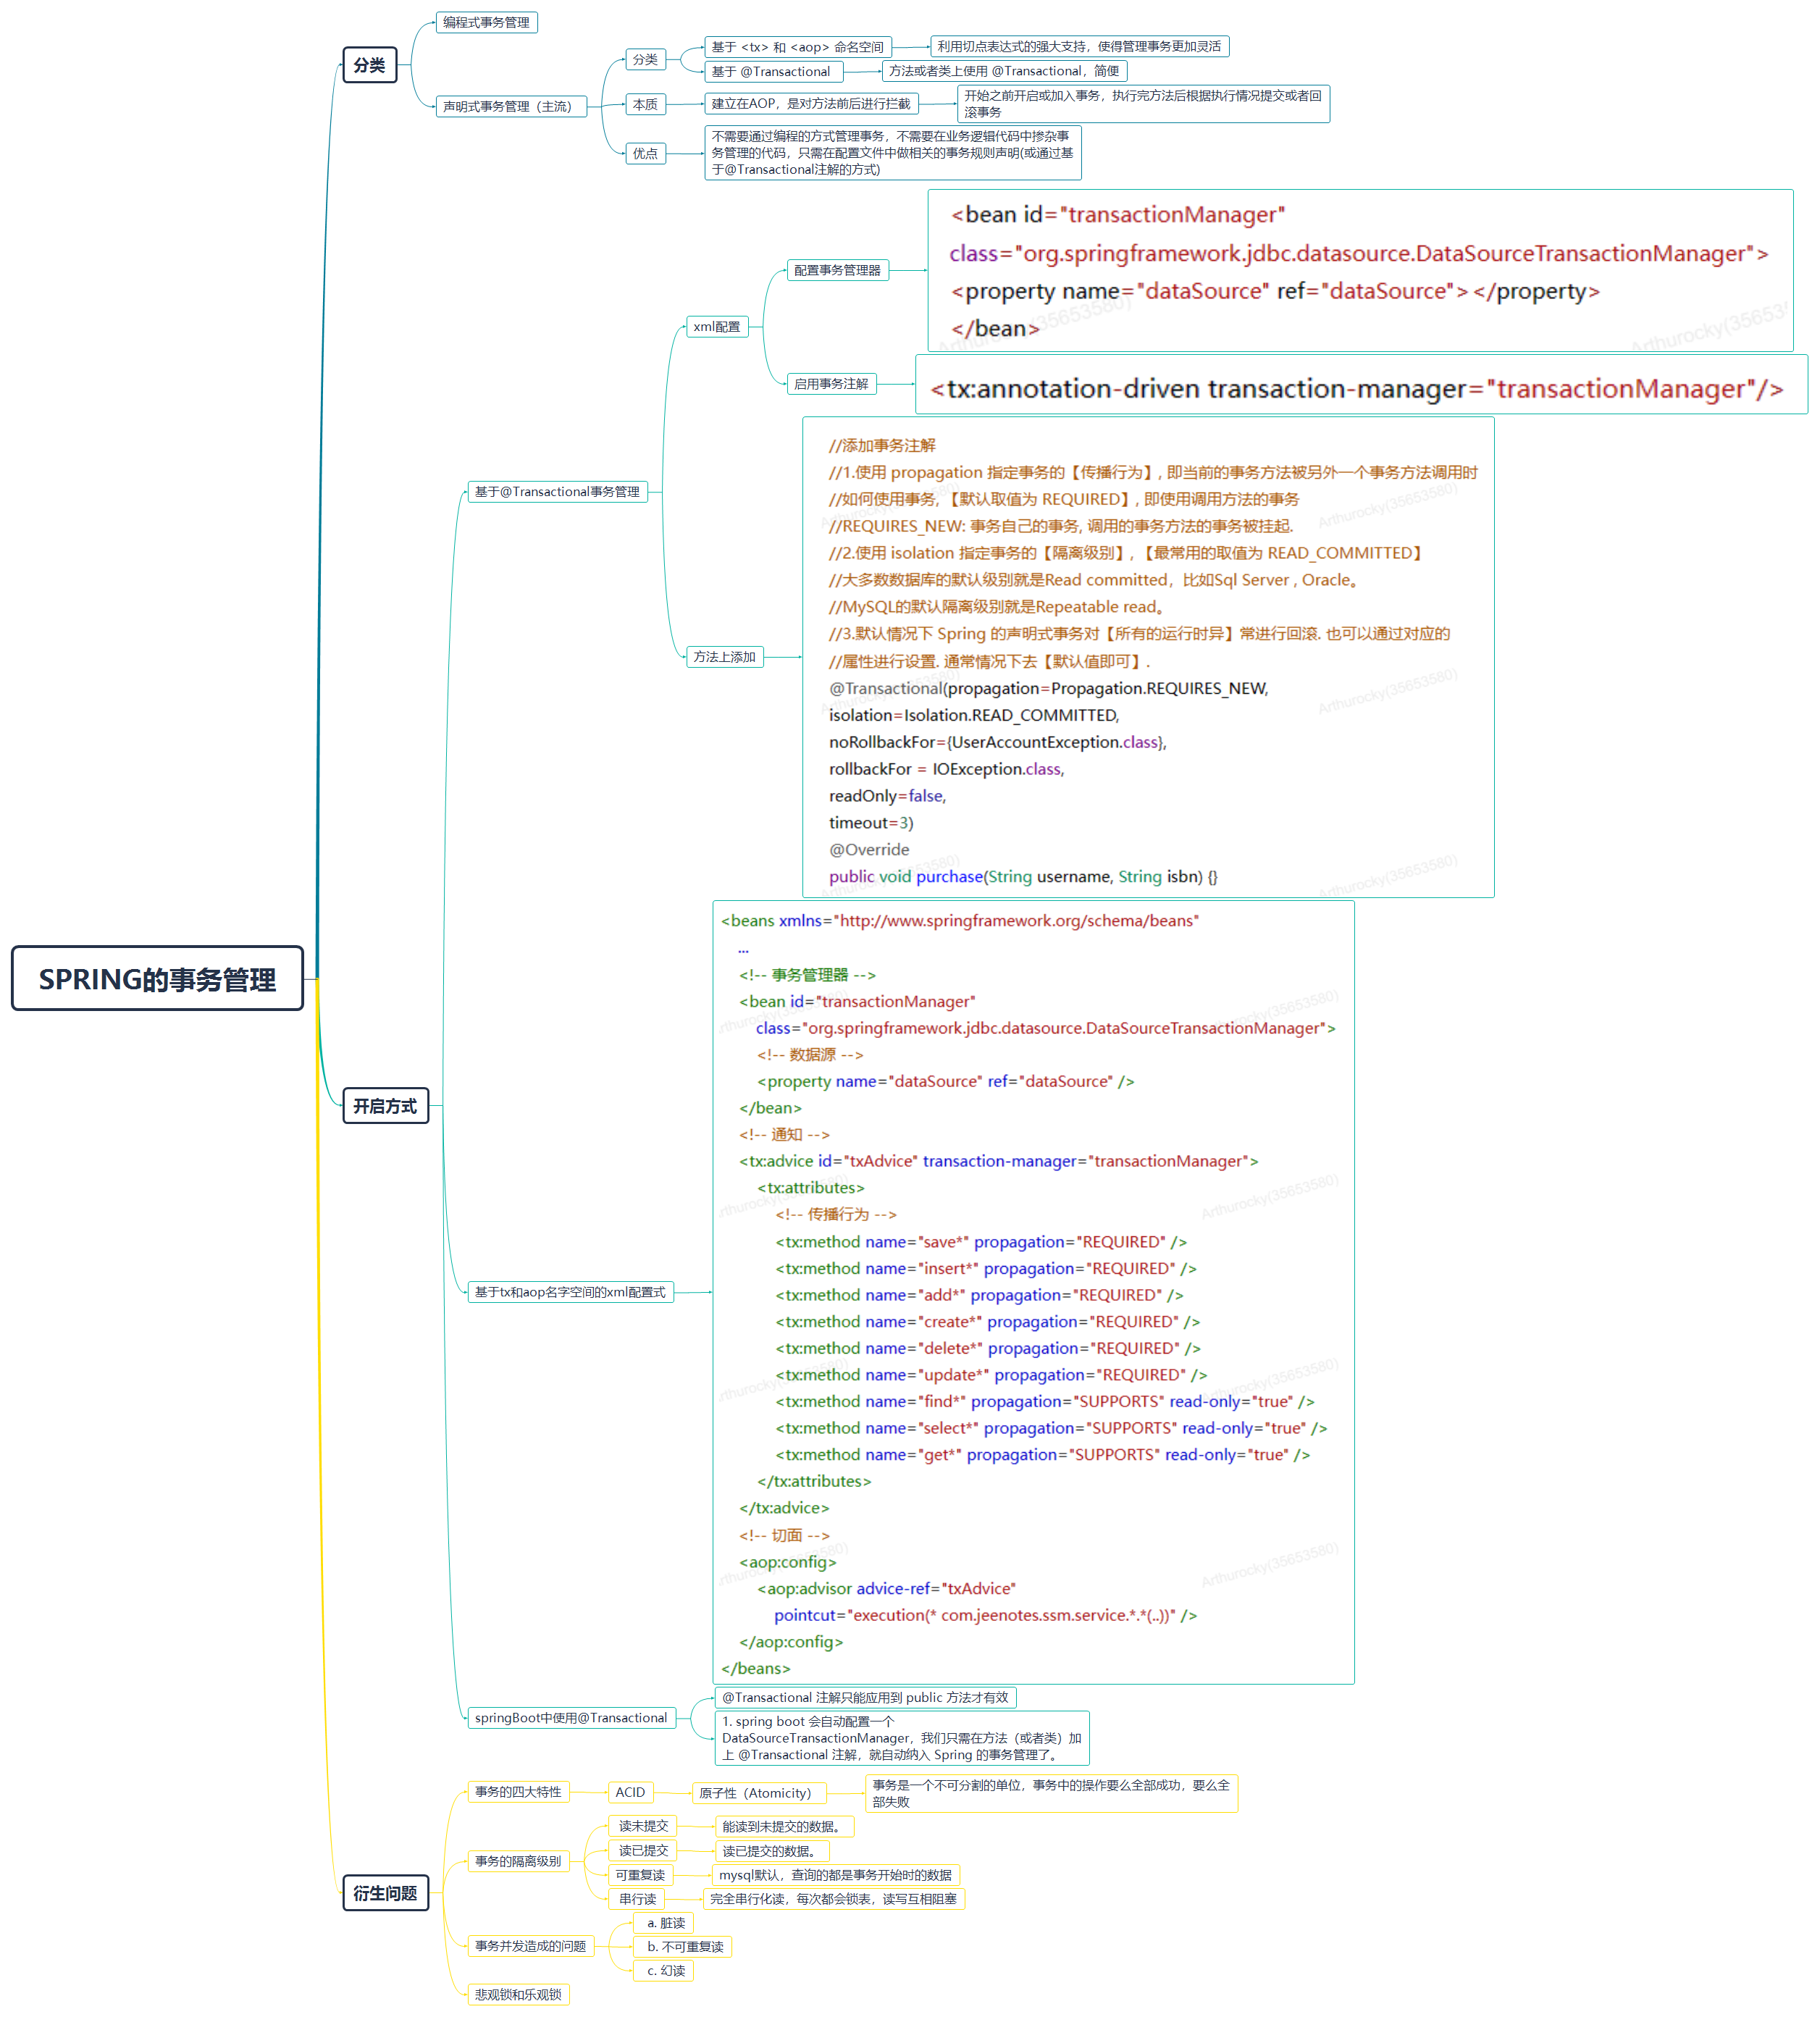 SPRING的事务管理
分类
编程式事务管理
声明式事务管理（主流）
分类
基于 <tx> 和 <aop> 命名空间
利用切点表达式的强大支持，使得管理事务更加灵活
基于 @Transactional
方法或者类上使用 @Transactional，简便
本质
建立在AOP，是对方法前后进行拦截
开始之前开启或加入事务，执行完方法后根据执行情况提交或者回
滚事务
优点
不需要通过编程的方式管理事务，不需要在业务逻辑代码中掺杂事
务管理的代码，只需在配置文件中做相关的事务规则声明(或通过基
于@Transactional注解的方式)
开启方式
基于@Transactional事务管理
xml配置
配置事务管理器
<bean id="transactionManager"
class="org.springframework.jdbc.datasource.DataSourceTransactionManager">
<property name="dataSource" ref="dataSource"></property>
</bean>
启用事务注解
<tx:annotation-driven transaction-manager="transactionManager"/>
方法上添加
//添加事务注解
//1.使用 propagation 指定事务的【传播行为】, 即当前的事务方法被另外一个事务方法调用时
//如何使用事务, 【默认取值为 REQUIRED】, 即使用调用方法的事务
//REQUIRES_NEW: 事务自己的事务, 调用的事务方法的事务被挂起.
//2.使用 isolation 指定事务的【隔离级别】, 【最常用的取值为 READ_COMMITTED】
//大多数数据库的默认级别就是Read committed，比如Sql Server , Oracle。
//MySQL的默认隔离级别就是Repeatable read。
//3.默认情况下 Spring 的声明式事务对【所有的运行时异】常进行回滚. 也可以通过对应的
//属性进行设置. 通常情况下去【默认值即可】.
@Transactional(propagation=Propagation.REQUIRES_NEW,
isolation=Isolation.READ_COMMITTED,
noRollbackFor={UserAccountException.class},
rollbackFor = IOException.class,
readOnly=false,
timeout=3)
@Override
public void purchase(String username, String isbn) {}
基于tx和aop名字空间的xml配置式
<beans xmlns="http://www.springframework.org/schema/beans"
...
<!-- 事务管理器 -->
<bean id="transactionManager"
class="org.springframework.jdbc.datasource.DataSourceTransactionManager">
<!-- 数据源 -->
<property name="dataSource" ref="dataSource" />
</bean>
<!-- 通知 -->
<tx:advice id="txAdvice" transaction-manager="transactionManager">
<tx:attributes>
<!-- 传播行为 -->
<tx:method name="save*" propagation="REQUIRED" />
<tx:method name="insert*" propagation="REQUIRED" />
<tx:method name="add*" propagation="REQUIRED" />
<tx:method name="create*" propagation="REQUIRED" />
<tx:method name="delete*" propagation="REQUIRED" />
<tx:method name="update*" propagation="REQUIRED" />
<tx:method name="find*" propagation="SUPPORTS" read-only="true" />
<tx:method name="select*" propagation="SUPPORTS" read-only="true" />
<tx:method name="get*" propagation="SUPPORTS" read-only="true" />
</tx:attributes>
</tx:advice>
<!-- 切面 -->
<aop:config>
<aop:advisor advice-ref="txAdvice"
pointcut="execution(* com.jeenotes.ssm.service.*.*(..))" />
</aop:config>
</beans>
springBoot中使用@Transactional
@Transactional 注解只能应用到 public 方法才有效
1. spring boot 会自动配置一个
DataSourceTransactionManager，我们只需在方法（或者类）加
上 @Transactional 注解，就自动纳入 Spring 的事务管理了。
衍生问题
事务的四大特性
ACID
原子性（Atomicity）
事务是一个不可分割的单位，事务中的操作要么全部成功，要么全
部失败
事务的隔离级别
读未提交
能读到未提交的数据。
读已提交
读已提交的数据。
可重复读
mysql默认，查询的都是事务开始时的数据
串行读
完全串行化读，每次都会锁表，读写互相阻塞
事务并发造成的问题
a. 脏读
b. 不可重复读
c. 幻读
悲观锁和乐观锁